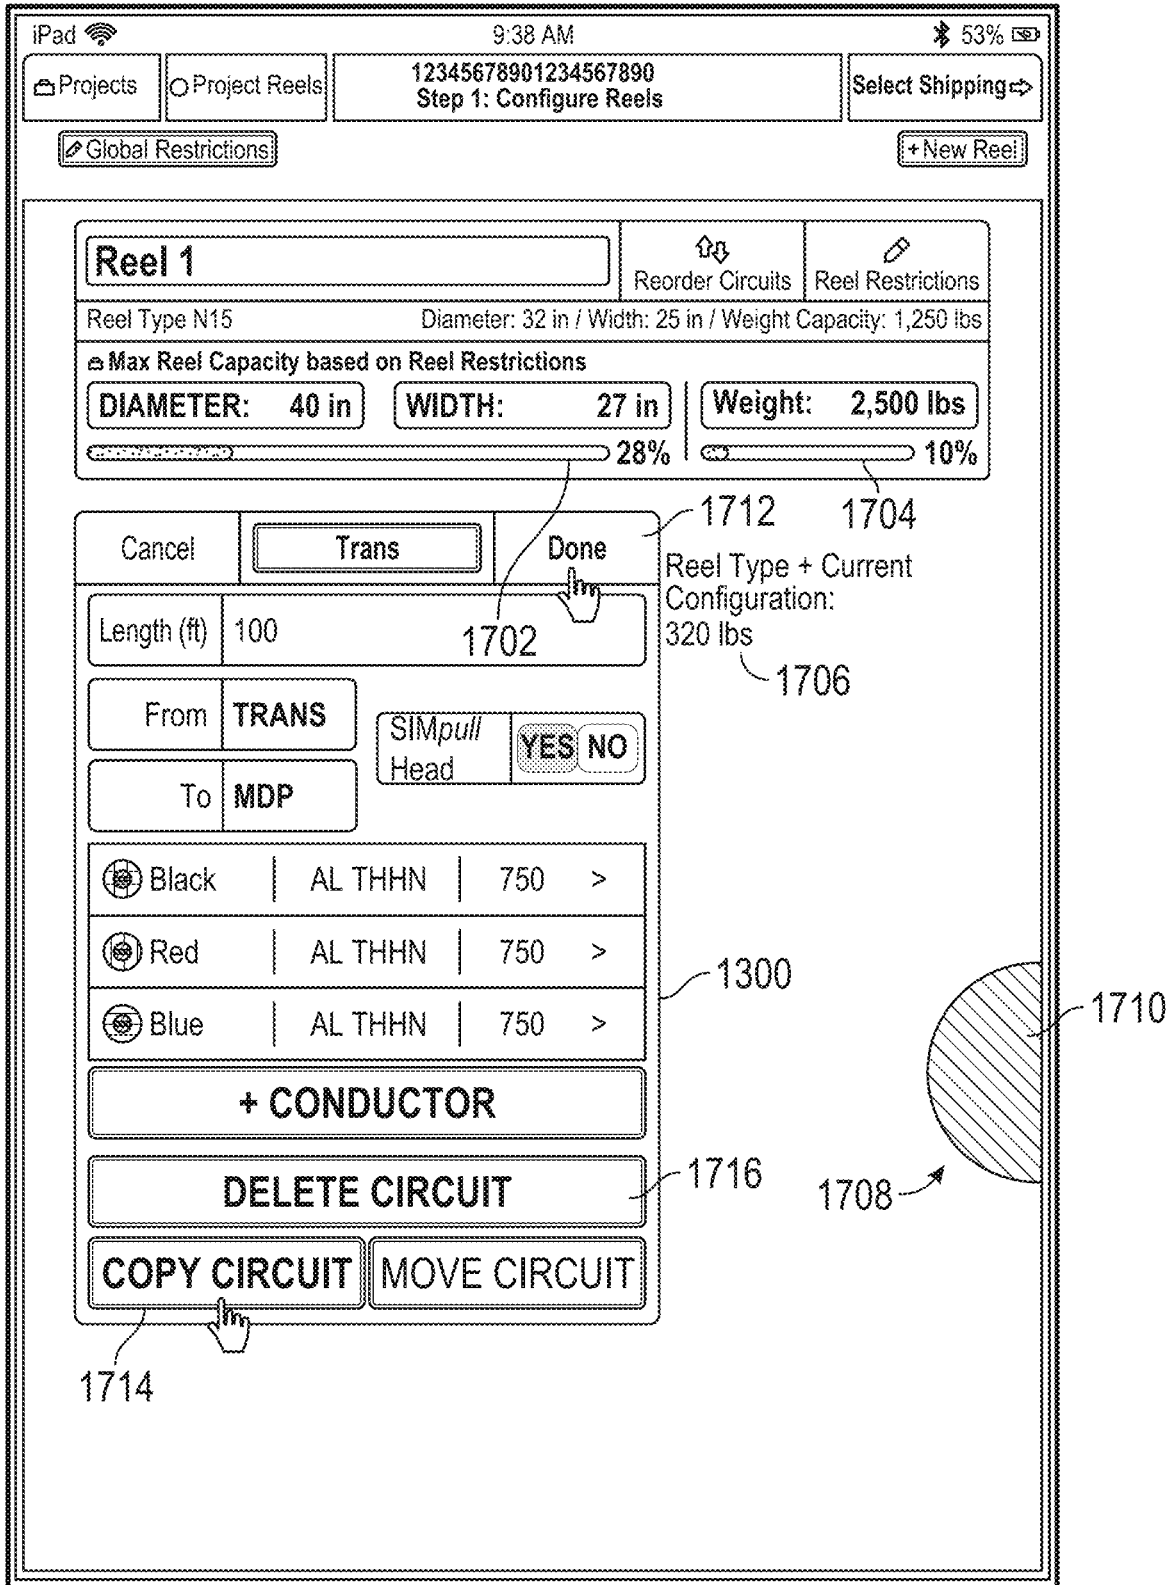 iPad 9:38 AM 53%
Projects Project Reels 12345678901234567890 Select Shipping
Step 1: Configure Reels
Global Restrictions +New Reel
Reel 1 Reorder Circuits Reel Restrictions
Reel Type N15 Diameter: 32 in / Width: 25 in / Weight Capacity: 1,250 lbs
Max Reel Capacity based on Reel Restrictions
DIAMETER: 40 in WIDTH: 27 in Weight: 2,500 lbs
28% 10%
1712 1704
Cancel Trans Done
Reel Type + Current
Configuration:
320 lbs
Length (ft) 100 1702
1706
From TRANS
SIMpull
Head YES NO
To MDP
Black AL THHN 750 >
Red AL THHN 750 >
1300
1710
Blue AL THHN 750 >
+ CONDUCTOR
1716
DELETE CIRCUIT
1708
COPY CIRCUIT MOVE CIRCUIT
1714